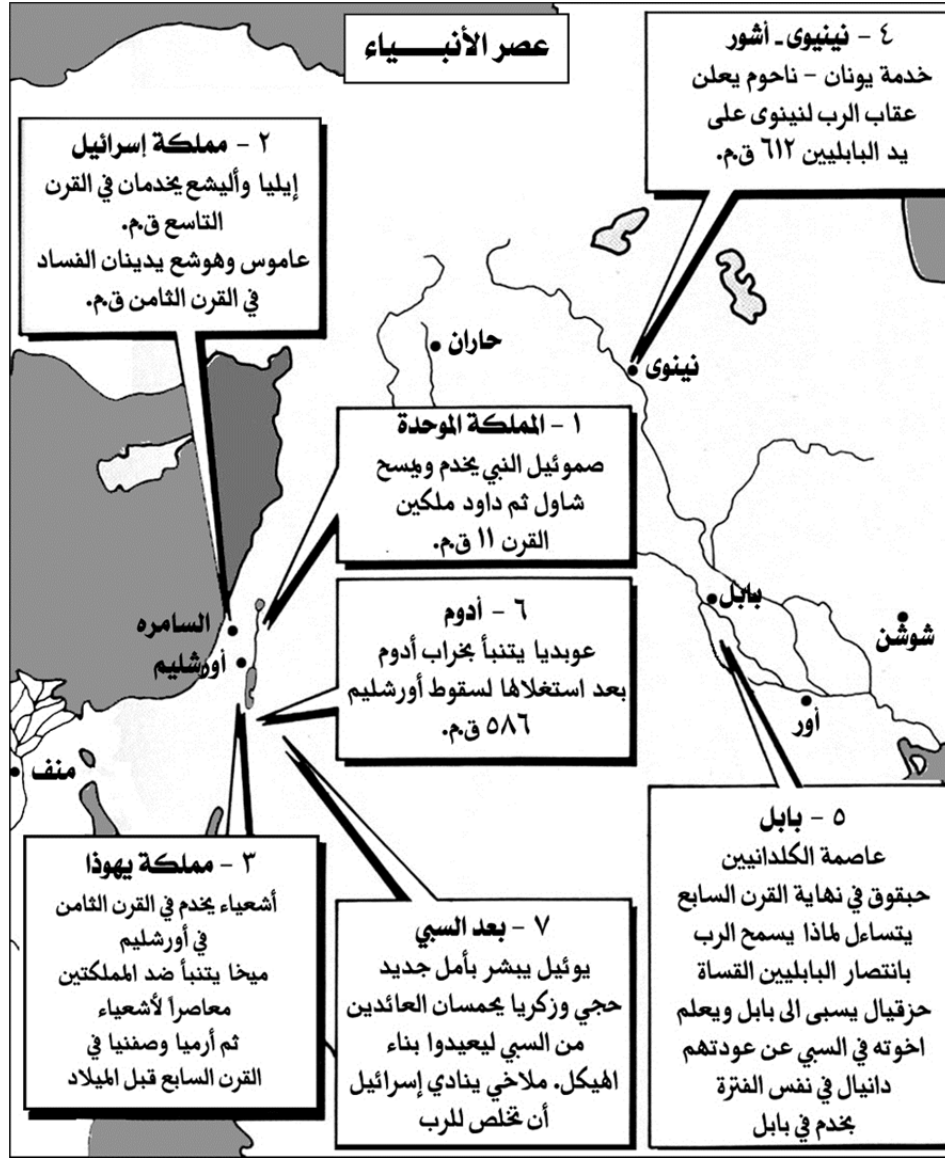 عصر الأنبـــــياء
٤ - نينيوى - أشور
خدمة يونان - ناحوم يعلن
عقاب الرب لنينوى على
يد البابليين ٦١٢ ق.م.
٢ - مملكة إسرائيل
إيليا وأليشع يخدمان في القرن
التاسع ق.م.
عاموس وهوشع يدينان الفساد
في القرن الثامن ق.م.
حاران
نينوى
١ - المملكة الموحدة
صموئيل النبي يخدم ويمسح
شاول ثم داود ملكين
القرن ١١ ق.م.
بابل
شوشن
السامره
أورشليم
أور
منف
٦ - أدوم
عوبديا يتنبأ بخراب أدوم
بعد استغلالها لسقوط أورشليم
٥٨٦ ق.م.
٣ - مملكة يهوذا
أشعياء يخدم في القرن الثامن
في أورشليم
ميخا يتنبأ ضد المملكتين
معاصراً لأشعياء
ثم أرميا وصفنيا في
القرن السابع قبل الميلاد
٧ - بعد السبي
يوئيل يبشر بأمل جديد
حجي وزكريا يحمسان العائدين
من السبي ليعيدوا بناء
الهيكل. ملاخي ينادي إسرائيل
أن تخلص للرب
٥ - بابل
عاصمة الكلدانيين
حبقوق في نهاية القرن السابع
يتساءل لماذا يسمح الرب
بانتصار البابليين القساة
حزقيال يسبى الى بابل ويعلم
اخوته في السبي عن عودتهم
دانيال في نفس الفترة
يخدم في بابل